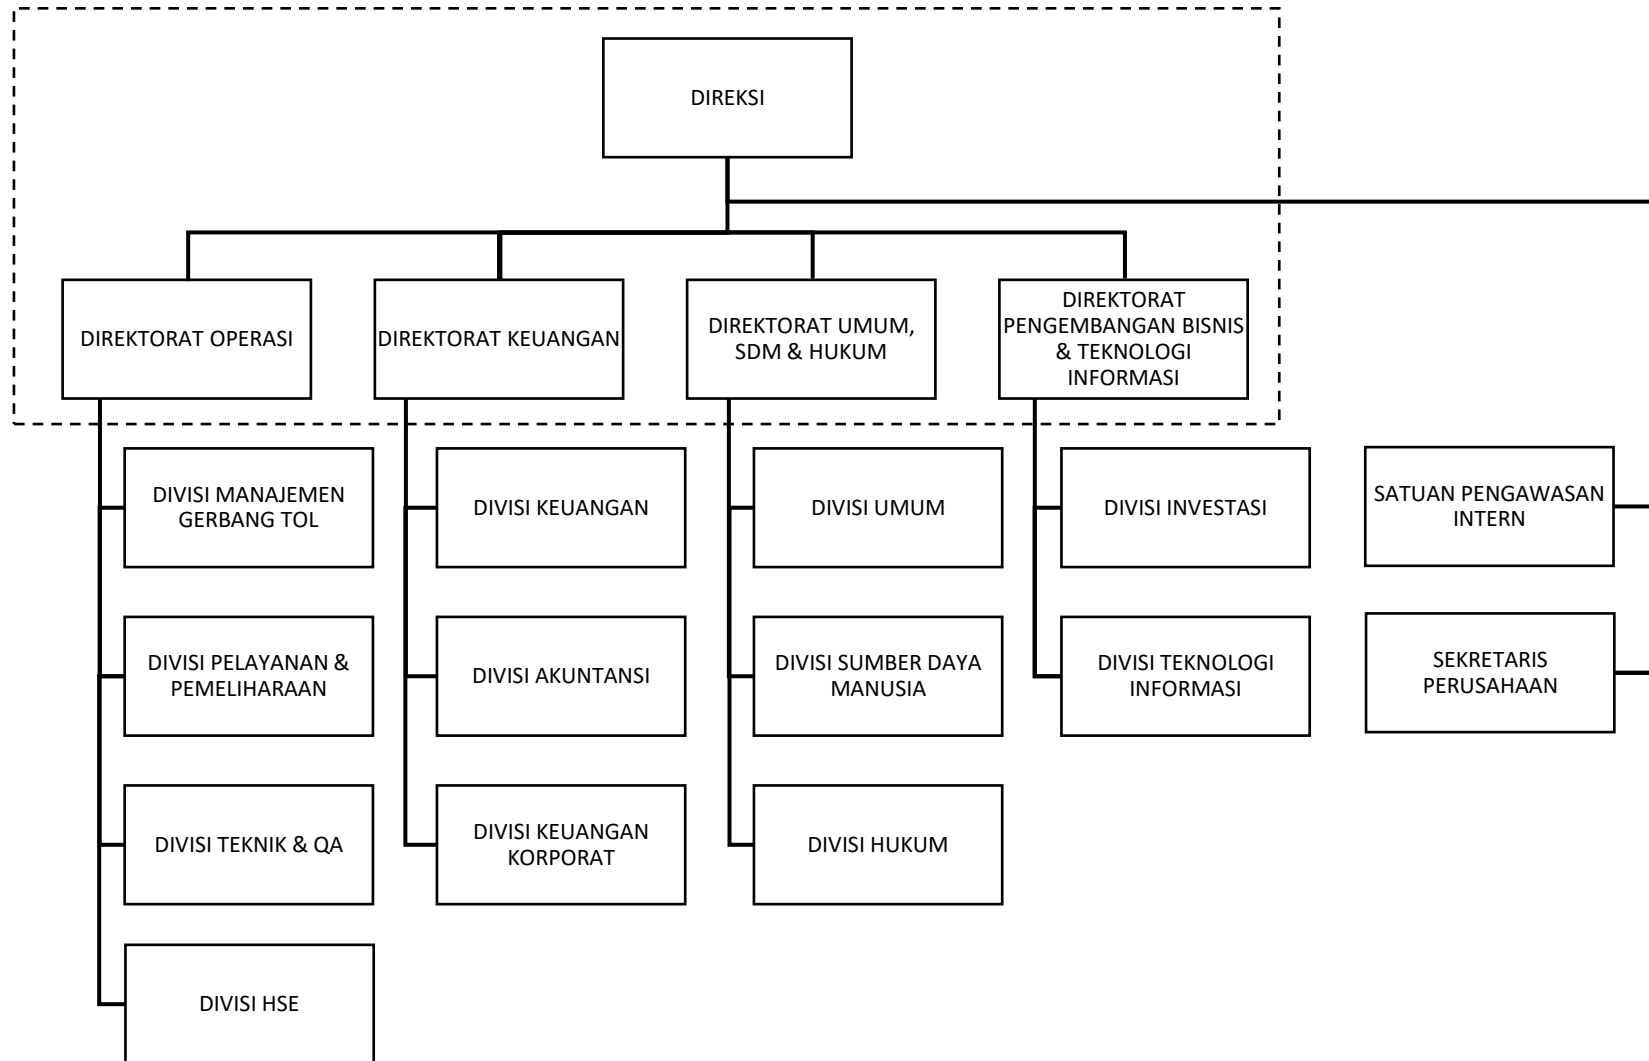 DIREKSI
DIREKTORAT OPERASI
DIREKTORAT KEUANGAN
DIREKTORAT UMUM,
SDM & HUKUM
DIREKTORAT
PENGEMBANGAN BISNIS
& TEKNOLOGI
INFORMASI
DIVISI MANAJEMEN
GERBANG TOL
DIVISI KEUANGAN
DIVISI UMUM
DIVISI INVESTASI
SATUAN PENGAWASAN
INTERN
DIVISI PELAYANAN &
PEMELIHARAAN
DIVISI AKUNTANSI
DIVISI SUMBER DAYA
MANUSIA
DIVISI TEKNOLOGI
INFORMASI
SEKRETARIS
PERUSAHAAN
DIVISI TEKNIK & QA
DIVISI KEUANGAN
KORPORAT
DIVISI HUKUM
DIVISI HSE